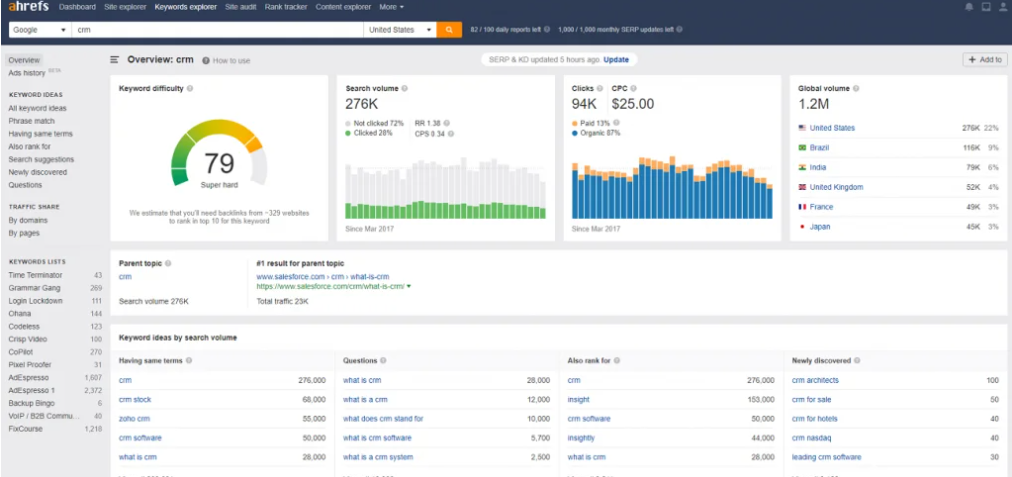 ahrefs Dashboard Site explorer Keywords explorer Site audit Rank tracker Content explorer More
Google crm United States 82 / 100 daily reports left 1,000 / 1,000 monthly SERP updates left
Overview
Ads history BETA
KEYWORD IDEAS
All keyword ideas
Phrase match
Having same terms
Also rank for
Search suggestions
Newly discovered
Questions
TRAFFIC SHARE
By domains
By pages
KEYWORDS LISTS
Time Terminator 43
Grammar Gang 269
Login Lockdown 111
Ohana 144
Codeless 123
Crisp Video 100
CoPilot 270
Pixel Proofer 31
AdEspresso 1,607
AdEspresso 1 2,372
Backup Bingo 6
VoIP / B2B Commu... 40
FixCourse 1,218
Overview: crm How to use SERP & KD updated 5 hours ago Update + Add to
Keyword difficulty
79
Super hard
We estimate that you'll need backlinks from ~329 websites
to rank in top 10 for this keyword
Search volume
276K
Not clicked 72% RR 1.38
Clicked 28% CPS 0.34
Since Mar 2017
Clicks CPC
94K $25.00
Paid 13%
Organic 87%
Since Mar 2017
Global volume
1.2M
United States 276K 22%
Brazil 116K 9%
India 79K 6%
United Kingdom 52K 4%
France 49K 3%
Japan 45K 3%
Parent topic
crm
Search volume 276K
#1 result for parent topic
www.salesforce.com › crm › what-is-crm
https://www.salesforce.com/crm/what-is-crm/
Total traffic 23K
Keyword ideas by search volume
Having same terms
crm 276,000
crm stock 68,000
zoho crm 55,000
crm software 50,000
what is crm 28,000
Questions
what is crm 28,000
what is a crm 12,000
what does crm stand for 10,000
what is crm software 5,700
what is a crm system 2,500
Also rank for
crm 276,000
insight 153,000
crm software 50,000
insightly 44,000
what is crm 28,000
Newly discovered
crm architects 100
crm for sale 50
crm for hotels 40
crm nasdaq 40
leading crm software 30